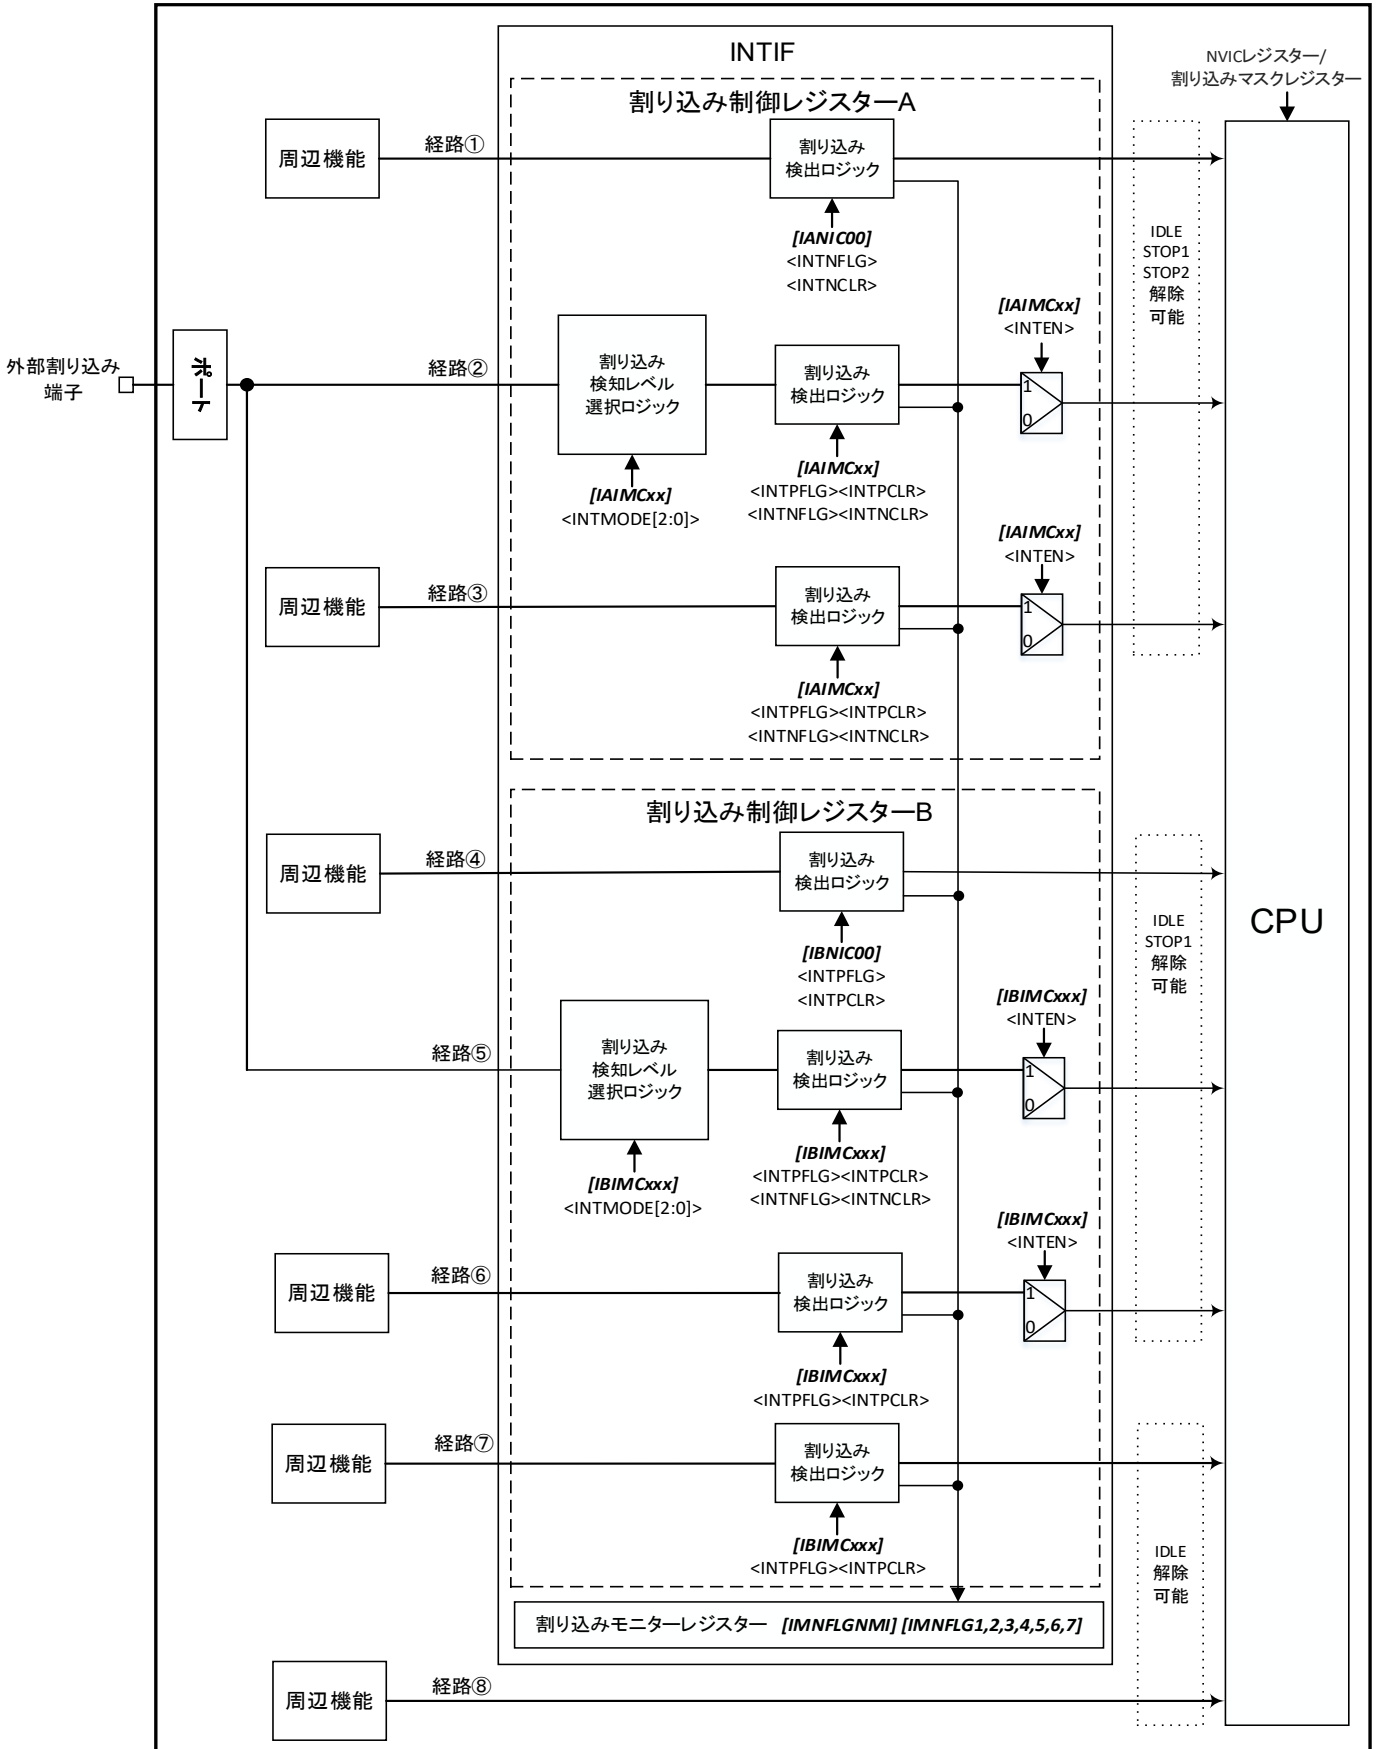 INTIF
NVICレジスター/
割り込みマスクレジスター
割り込み制御レジスターA
周辺機能
経路①
割り込み
検出ロジック
[IANIC00]
<INTNFLG>
<INTNCLR>
IDLE
STOP1
STOP2
解除
可能
外部割り込み
端子
ポート
経路②
割り込み
検知レベル
選択ロジック
[IAIMCxx]
<INTMODE[2:0]>
割り込み
検出ロジック
[IAIMCxx]
<INTPFLG><INTPCLR>
<INTNFLG><INTNCLR>
[IAIMCxx]
<INTEN>
1
0
周辺機能
経路③
割り込み
検出ロジック
[IAIMCxx]
<INTPFLG><INTPCLR>
<INTNFLG><INTNCLR>
[IAIMCxx]
<INTEN>
1
0
割り込み制御レジスターB
周辺機能
経路④
割り込み
検出ロジック
[IBNIC00]
<INTPFLG>
<INTPCLR>
IDLE
STOP1
解除
可能
CPU
経路⑤
割り込み
検知レベル
選択ロジック
[IBIMCxxx]
<INTMODE[2:0]>
割り込み
検出ロジック
[IBIMCxxx]
<INTPFLG><INTPCLR>
<INTNFLG><INTNCLR>
[IBIMCxxx]
<INTEN>
1
0
周辺機能
経路⑥
割り込み
検出ロジック
[IBIMCxxx]
<INTPFLG><INTPCLR>
[IBIMCxxx]
<INTEN>
1
0
周辺機能
経路⑦
割り込み
検出ロジック
[IBIMCxxx]
<INTPFLG><INTPCLR>
IDLE
解除
可能
割り込みモニターレジスター [IMNFLGNMI] [IMNFLG1,2,3,4,5,6,7]
周辺機能
経路⑧